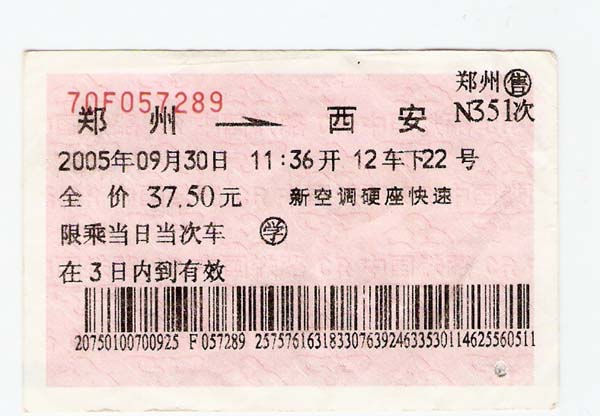 郑州㊕售
70F057289
郑州 → 西安 N351次
2005年09月30日 11:36开 12车下22号
全价37.50元 新空调硬座快速
限乘当日当次车 学
在3日内到有效
20750100700925 F057289 2575761631833076392463353011462556051​1